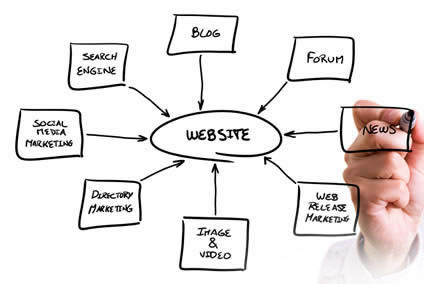 BLOG
SEARCH
ENGINE
FORUM
SOCIAL
MEDIA
MARKETING
WEBSITE
NEWS
DIRECTORY
MARKETING
IMAGE
&
VIDEO
WEB
RELEASE
MARKETING